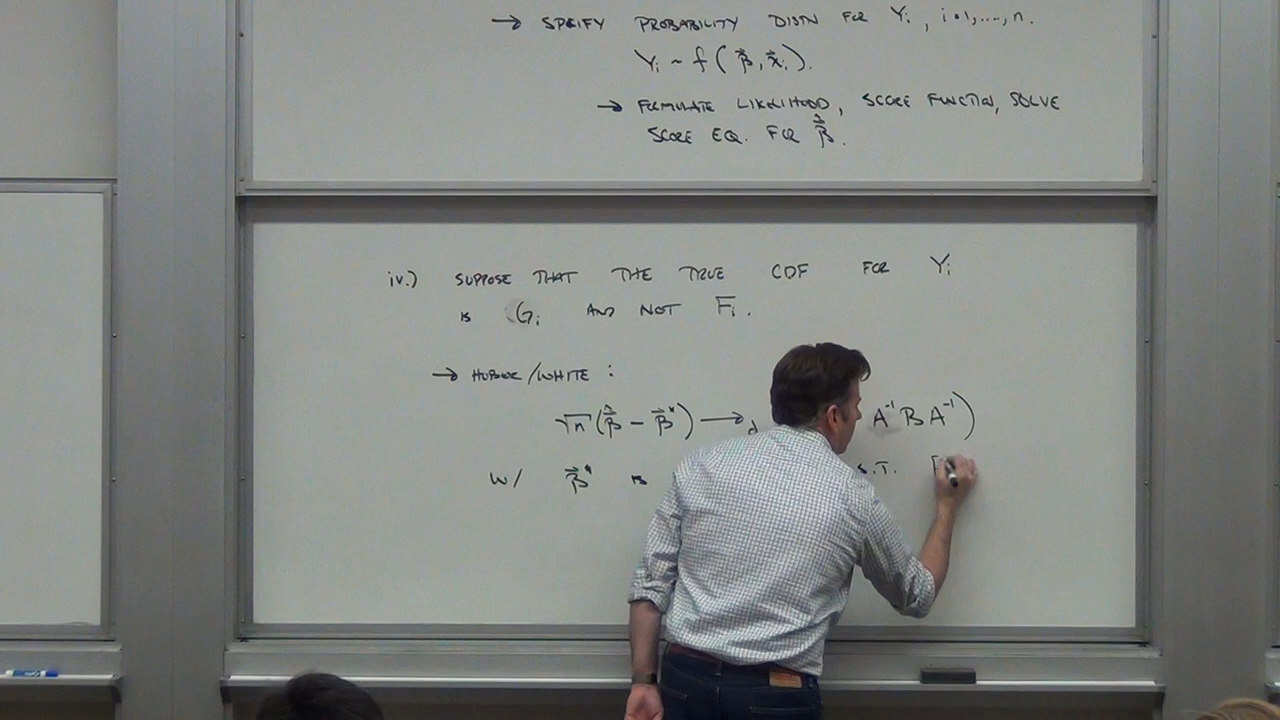 → SPECIFY PROBABILITY DISTN FOR Yᵢ, i=1,...,n.
Yᵢ ~ f(β⃗, x⃗ᵢ).
→ FORMULATE LIKELIHOOD, SCORE FUNCTION, SOLVE
SCORE EQ. FOR β⃗̂.
iv.) SUPPOSE THAT THE TRUE CDF FOR Yᵢ
IS Gᵢ AND NOT Fᵢ.
→ HUBER/WHITE :
√n(β⃗̂ - β⃗*) →d A⁻¹BA⁻¹)
W/ β⃗* IS S.T.